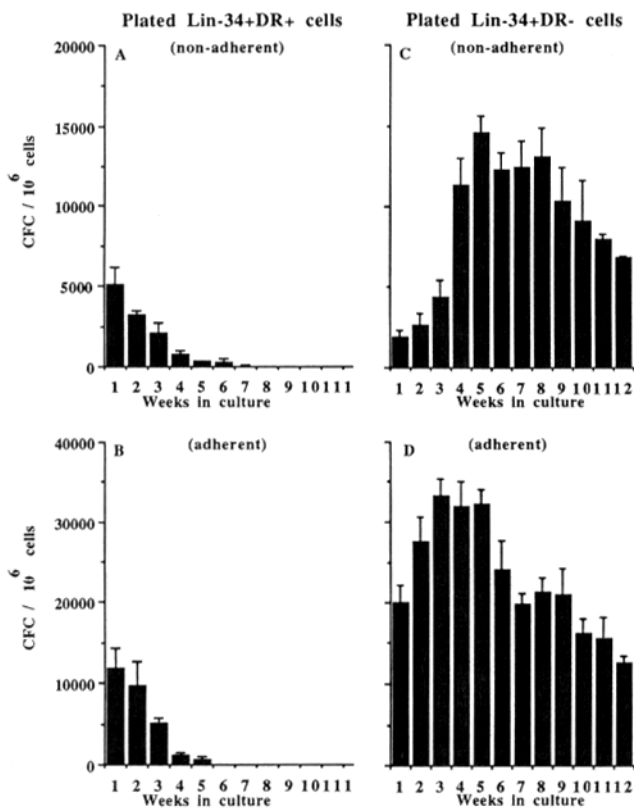 Plated Lin-34+DR+ cells
Plated Lin-34+DR- cells
A
(non-adherent)
20000
15000
10000
5000
0
CFC / 10^6 cells
1 2 3 4 5 6 7 8 9 10 11 1
Weeks in culture
C
(non-adherent)
1 2 3 4 5 6 7 8 9 10 11 12
Weeks in culture
B
(adherent)
40000
30000
20000
10000
0
CFC / 10^6 cells
1 2 3 4 5 6 7 8 9 10 11 1
Weeks in culture
D
(adherent)
1 2 3 4 5 6 7 8 9 10 11 12
Weeks in culture